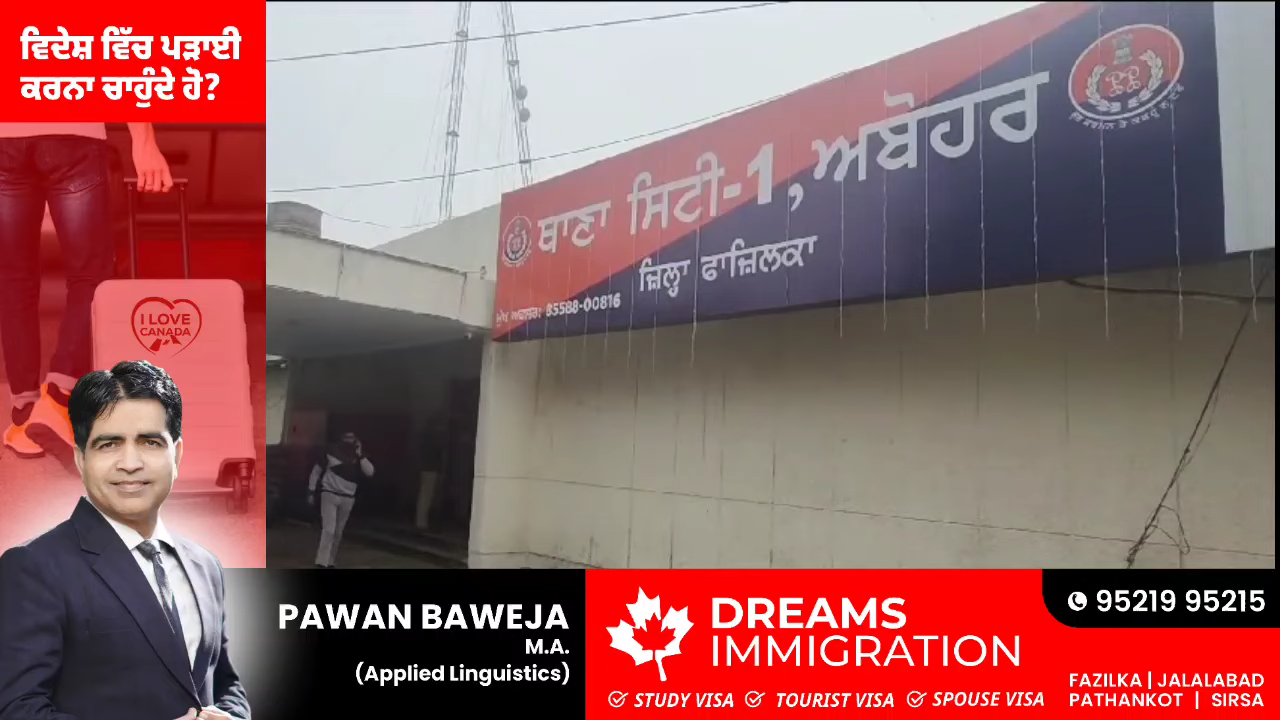 ਵਿਦੇਸ਼ ਵਿੱਚ ਪੜਾਈ
ਕਰਨਾ ਚਾਹੁੰਦੇ ਹੋ?
I LOVE
CANADA
ਥਾਣਾ ਸਿਟੀ-1, ਅਬੋਹਰ
ਜ਼ਿਲ੍ਹਾ ਫਾਜ਼ਿਲਕਾ
ਮੁੱਖ ਅਫਸਰ: 85588-00816
PAWAN BAWEJA
M.A.
(Applied Linguistics)
DREAMS
IMMIGRATION
STUDY VISA TOURIST VISA SPOUSE VISA
95219 95215
FAZILKA | JALALABAD
PATHANKOT | SIRSA